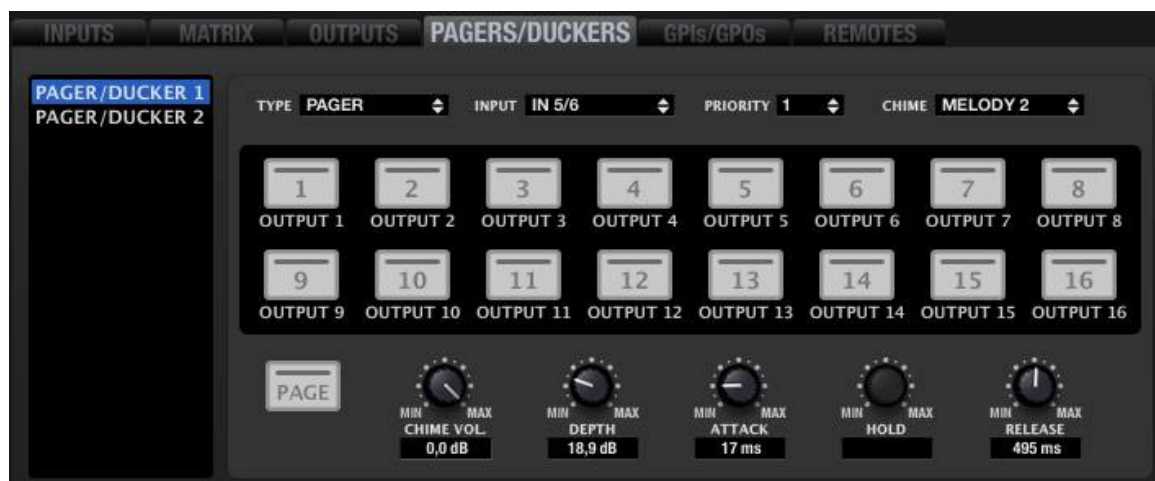 INPUTS MATRIX OUTPUTS PAGERS/DUCKERS GPIs/GPOs REMOTES
PAGER/DUCKER 1
PAGER/DUCKER 2
TYPE PAGER INPUT IN 5/6 PRIORITY 1 CHIME MELODY 2
1 2 3 4 5 6 7 8
OUTPUT 1 OUTPUT 2 OUTPUT 3 OUTPUT 4 OUTPUT 5 OUTPUT 6 OUTPUT 7 OUTPUT 8
9 10 11 12 13 14 15 16
OUTPUT 9 OUTPUT 10 OUTPUT 11 OUTPUT 12 OUTPUT 13 OUTPUT 14 OUTPUT 15 OUTPUT 16
PAGE
MIN MAX MIN MAX MIN MAX MIN MAX MIN MAX
CHIME VOL. DEPTH ATTACK HOLD RELEASE
0,0 dB 18,9 dB 17 ms 495 ms